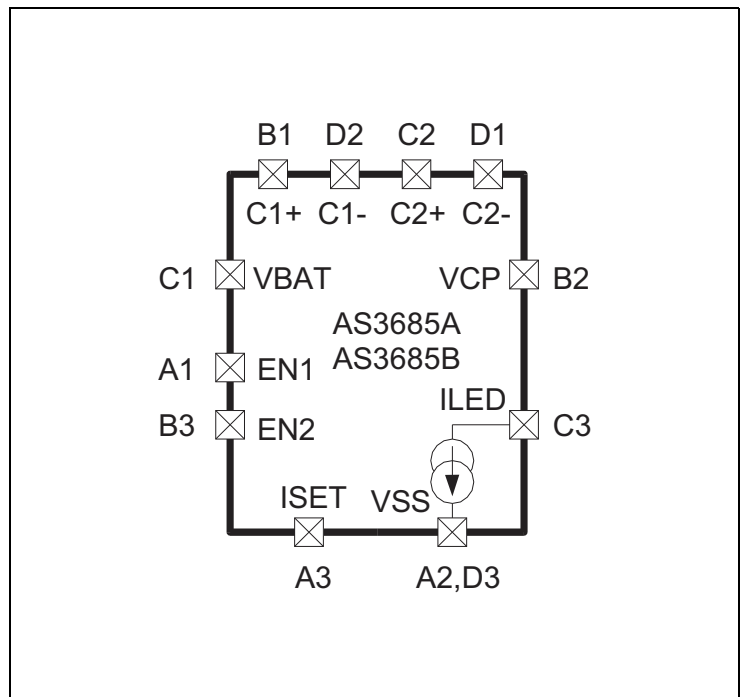 B1 D2 C2 D1
C1+ C1- C2+ C2-
C1 VBAT VCP B2
AS3685A
AS3685B
A1 EN1
ILED
B3 EN2 C3
ISET VSS
A3 A2,D3